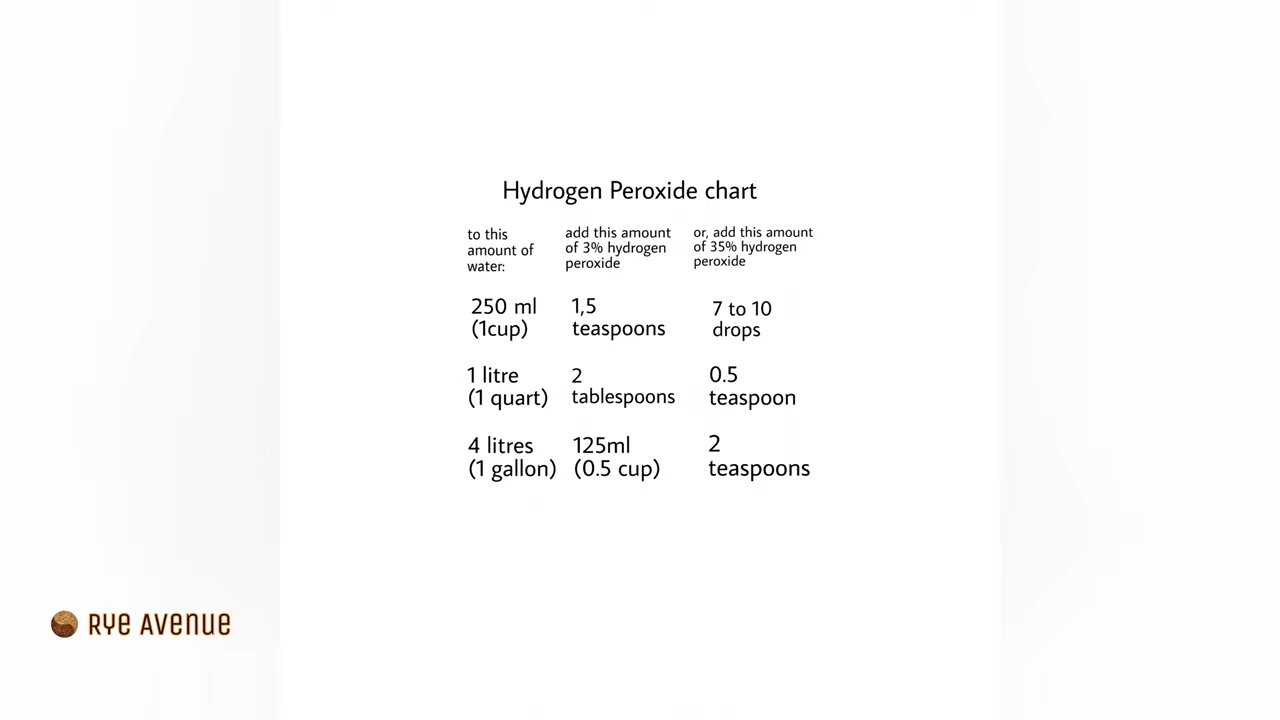 Hydrogen Peroxide chart
to this
amount of
water:
add this amount
of 3% hydrogen
peroxide
or, add this amount
of 35% hydrogen
peroxide
250 ml
(1cup)
1,5
teaspoons
7 to 10
drops
1 litre
(1 quart)
2
tablespoons
0.5
teaspoon
4 litres
(1 gallon)
125ml
(0.5 cup)
2
teaspoons
Rye Avenue